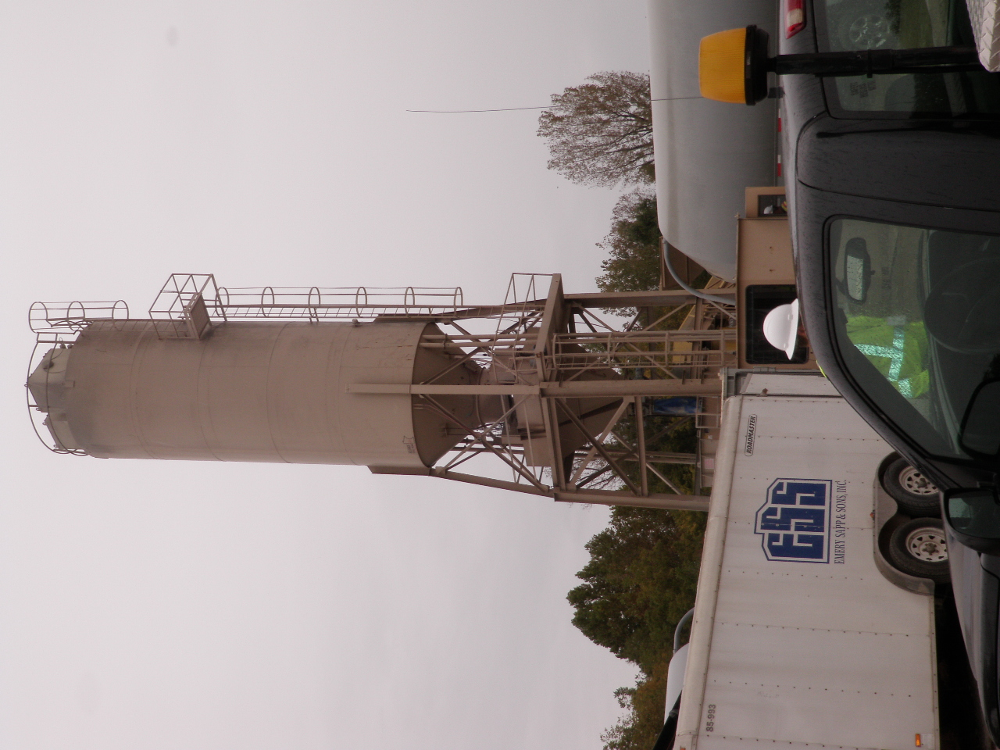 ROADMASTER
ESS
EMERY SAPP & SONS, INC.
85-993